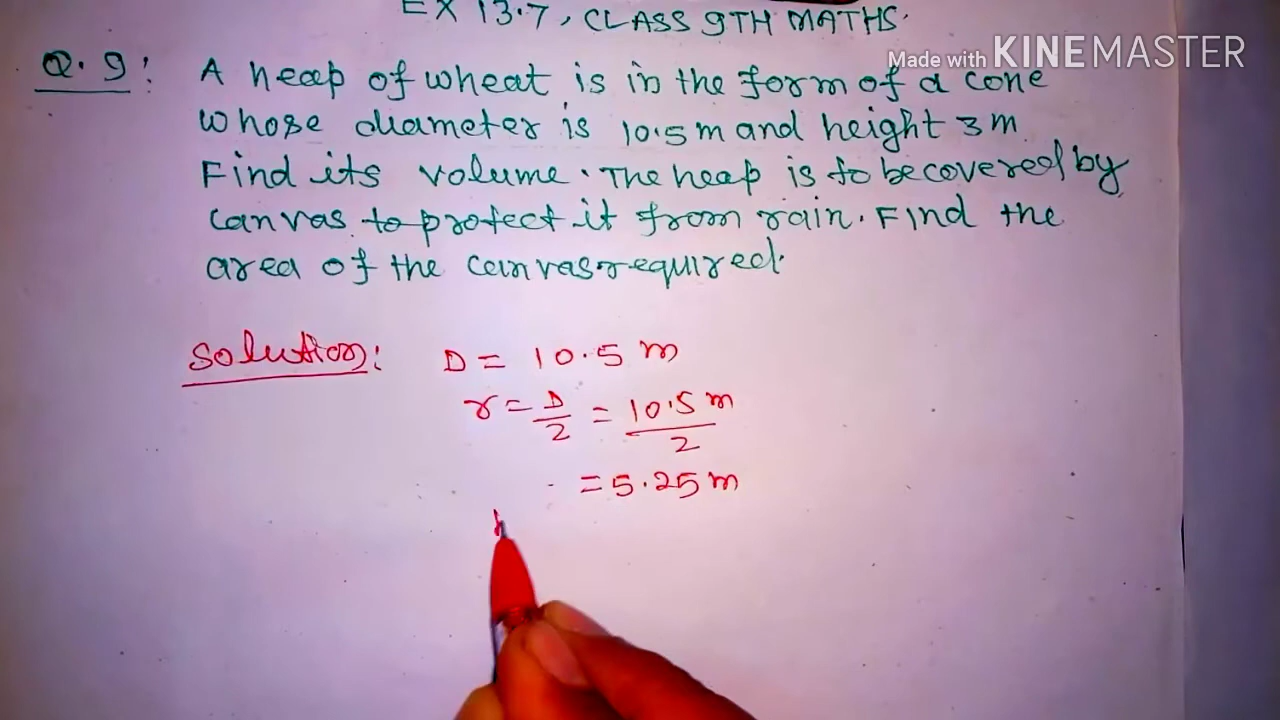 EX 13.7, CLASS 9TH MATHS.
Made with KINEMASTER
Q.9: A heap of wheat is in the form of a cone
whose diameter is 10.5 m and height 3 m
Find its volume. The heap is to be covered by
canvas to protect it from rain. Find the
area of the canvas required.
Solution: D = 10.5 m
r = D/2 = 10.5 m/2
= 5.25 m